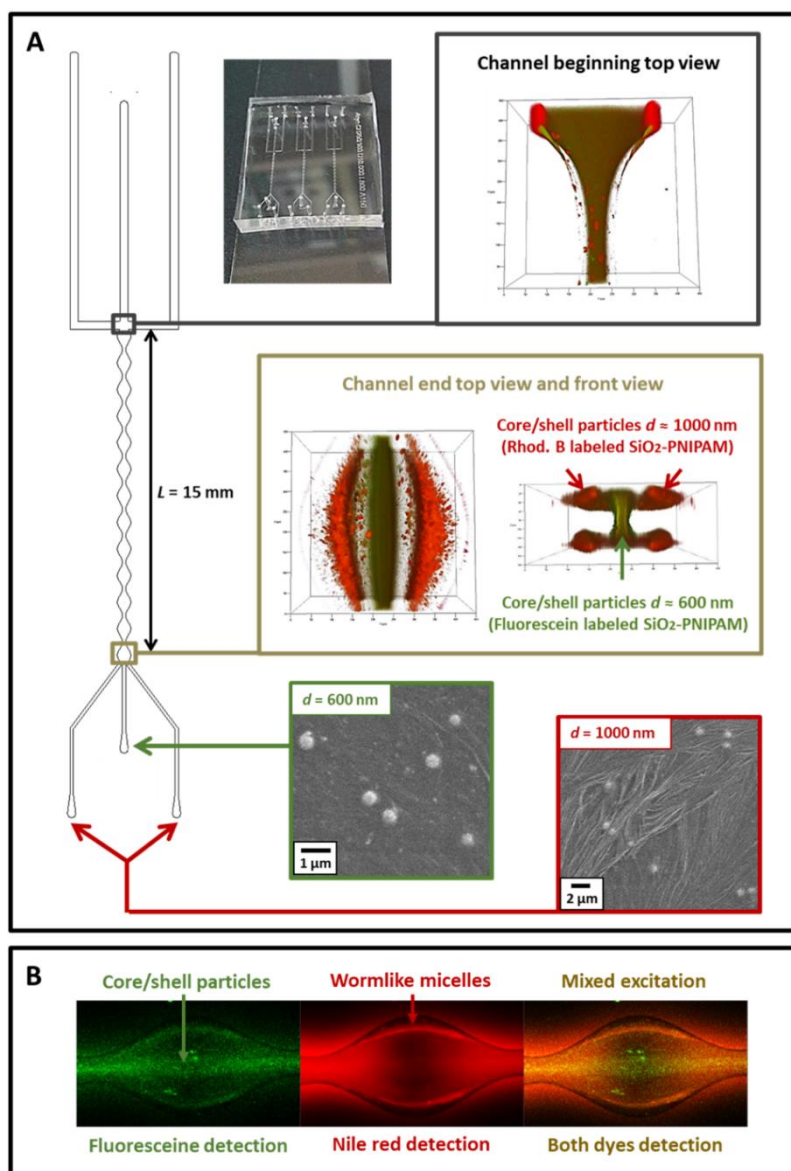 A
Channel beginning top view
Channel end top view and front view
Core/shell particles d ≈ 1000 nm
(Rhod. B labeled SiO₂-PNIPAM)
L = 15 mm
Core/shell particles d ≈ 600 nm
(Fluorescein labeled SiO₂-PNIPAM)
d = 600 nm
1 µm
d = 1000 nm
2 µm
B
Core/shell particles
Wormlike micelles
Mixed excitation
Fluoresceine detection
Nile red detection
Both dyes detection